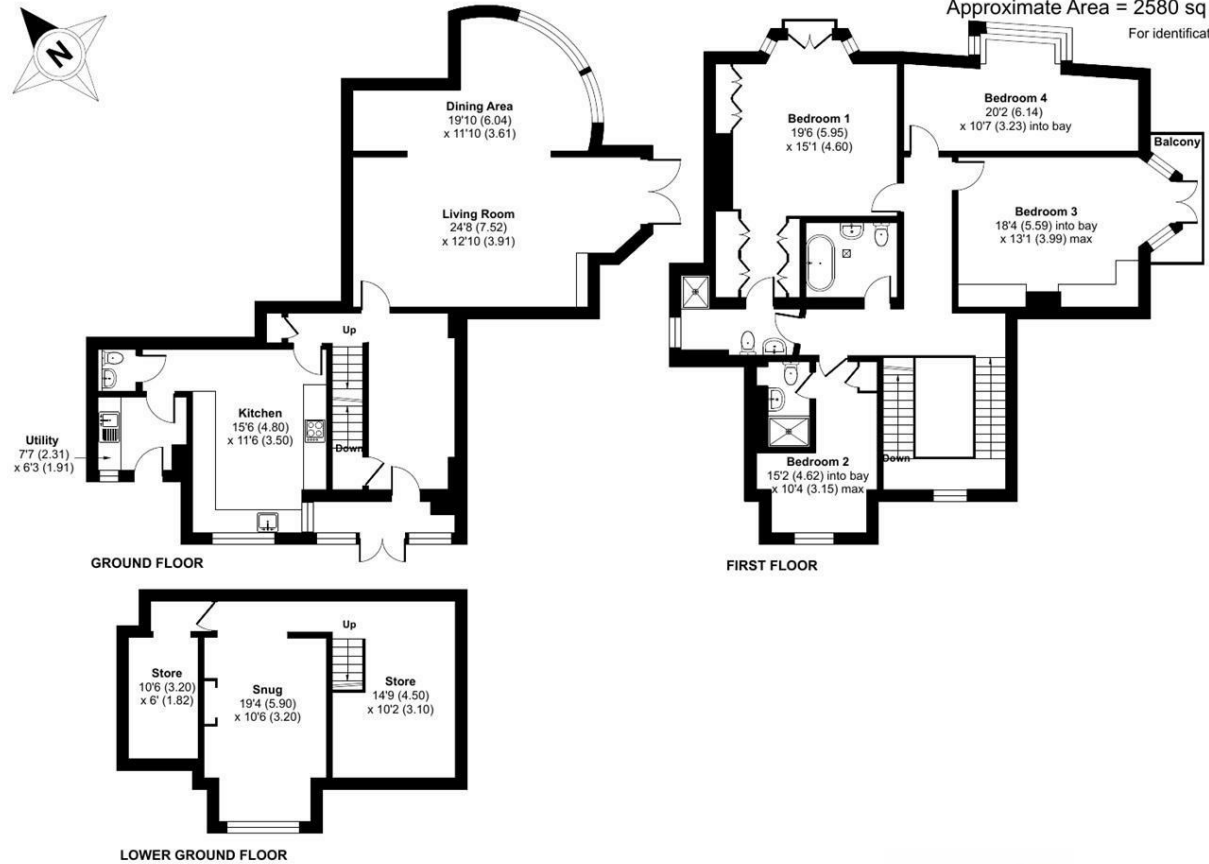 Approximate Area = 2580 sq
For identificat
N
Dining Area
19'10 (6.04)
x 11'10 (3.61)
Living Room
24'8 (7.52)
x 12'10 (3.91)
Up
Kitchen
15'6 (4.80)
x 11'6 (3.50)
Utility
7'7 (2.31)
x 6'3 (1.91)
Down
GROUND FLOOR
Bedroom 1
19'6 (5.95)
x 15'1 (4.60)
Bedroom 4
20'2 (6.14)
x 10'7 (3.23) into bay
Balcony
Bedroom 3
18'4 (5.59) into bay
x 13'1 (3.99) max
Bedroom 2
15'2 (4.62) into bay
x 10'4 (3.15) max
Down
FIRST FLOOR
Up
Store
10'6 (3.20)
x 6' (1.82)
Snug
19'4 (5.90)
x 10'6 (3.20)
Store
14'9 (4.50)
x 10'2 (3.10)
LOWER GROUND FLOOR